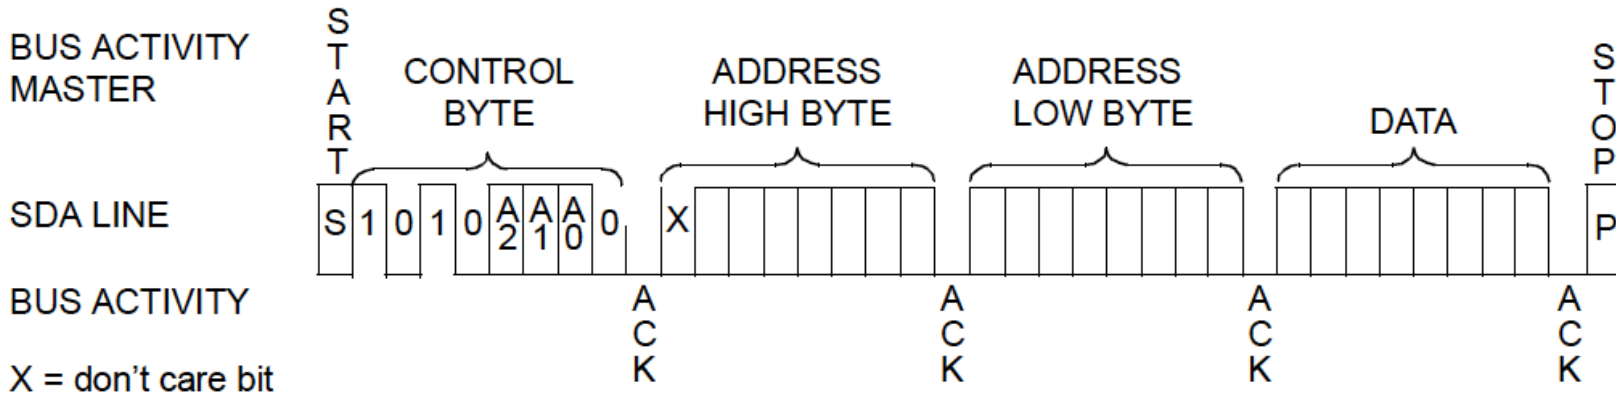 BUS ACTIVITY
MASTER
START
CONTROL
BYTE
ADDRESS
HIGH BYTE
ADDRESS
LOW BYTE
DATA
STOP
SDA LINE
S 1 0 1 0 A2 A1 A0 0 X P
BUS ACTIVITY
ACK
ACK
ACK
ACK
X = don't care bit